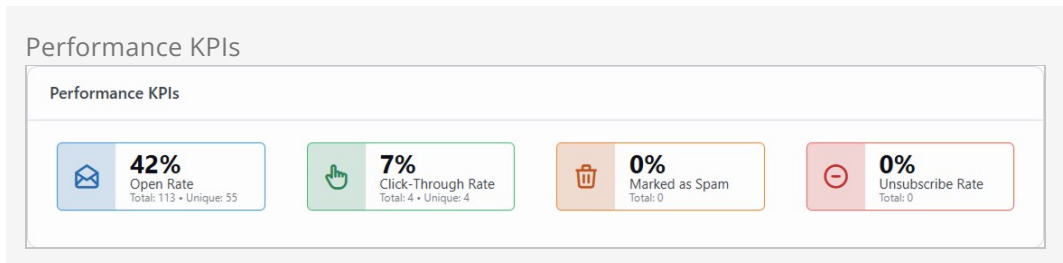 Performance KPIs
Performance KPIs
42%
Open Rate
Total: 113 • Unique: 55
7%
Click-Through Rate
Total: 4 • Unique: 4
0%
Marked as Spam
Total: 0
0%
Unsubscribe Rate
Total: 0